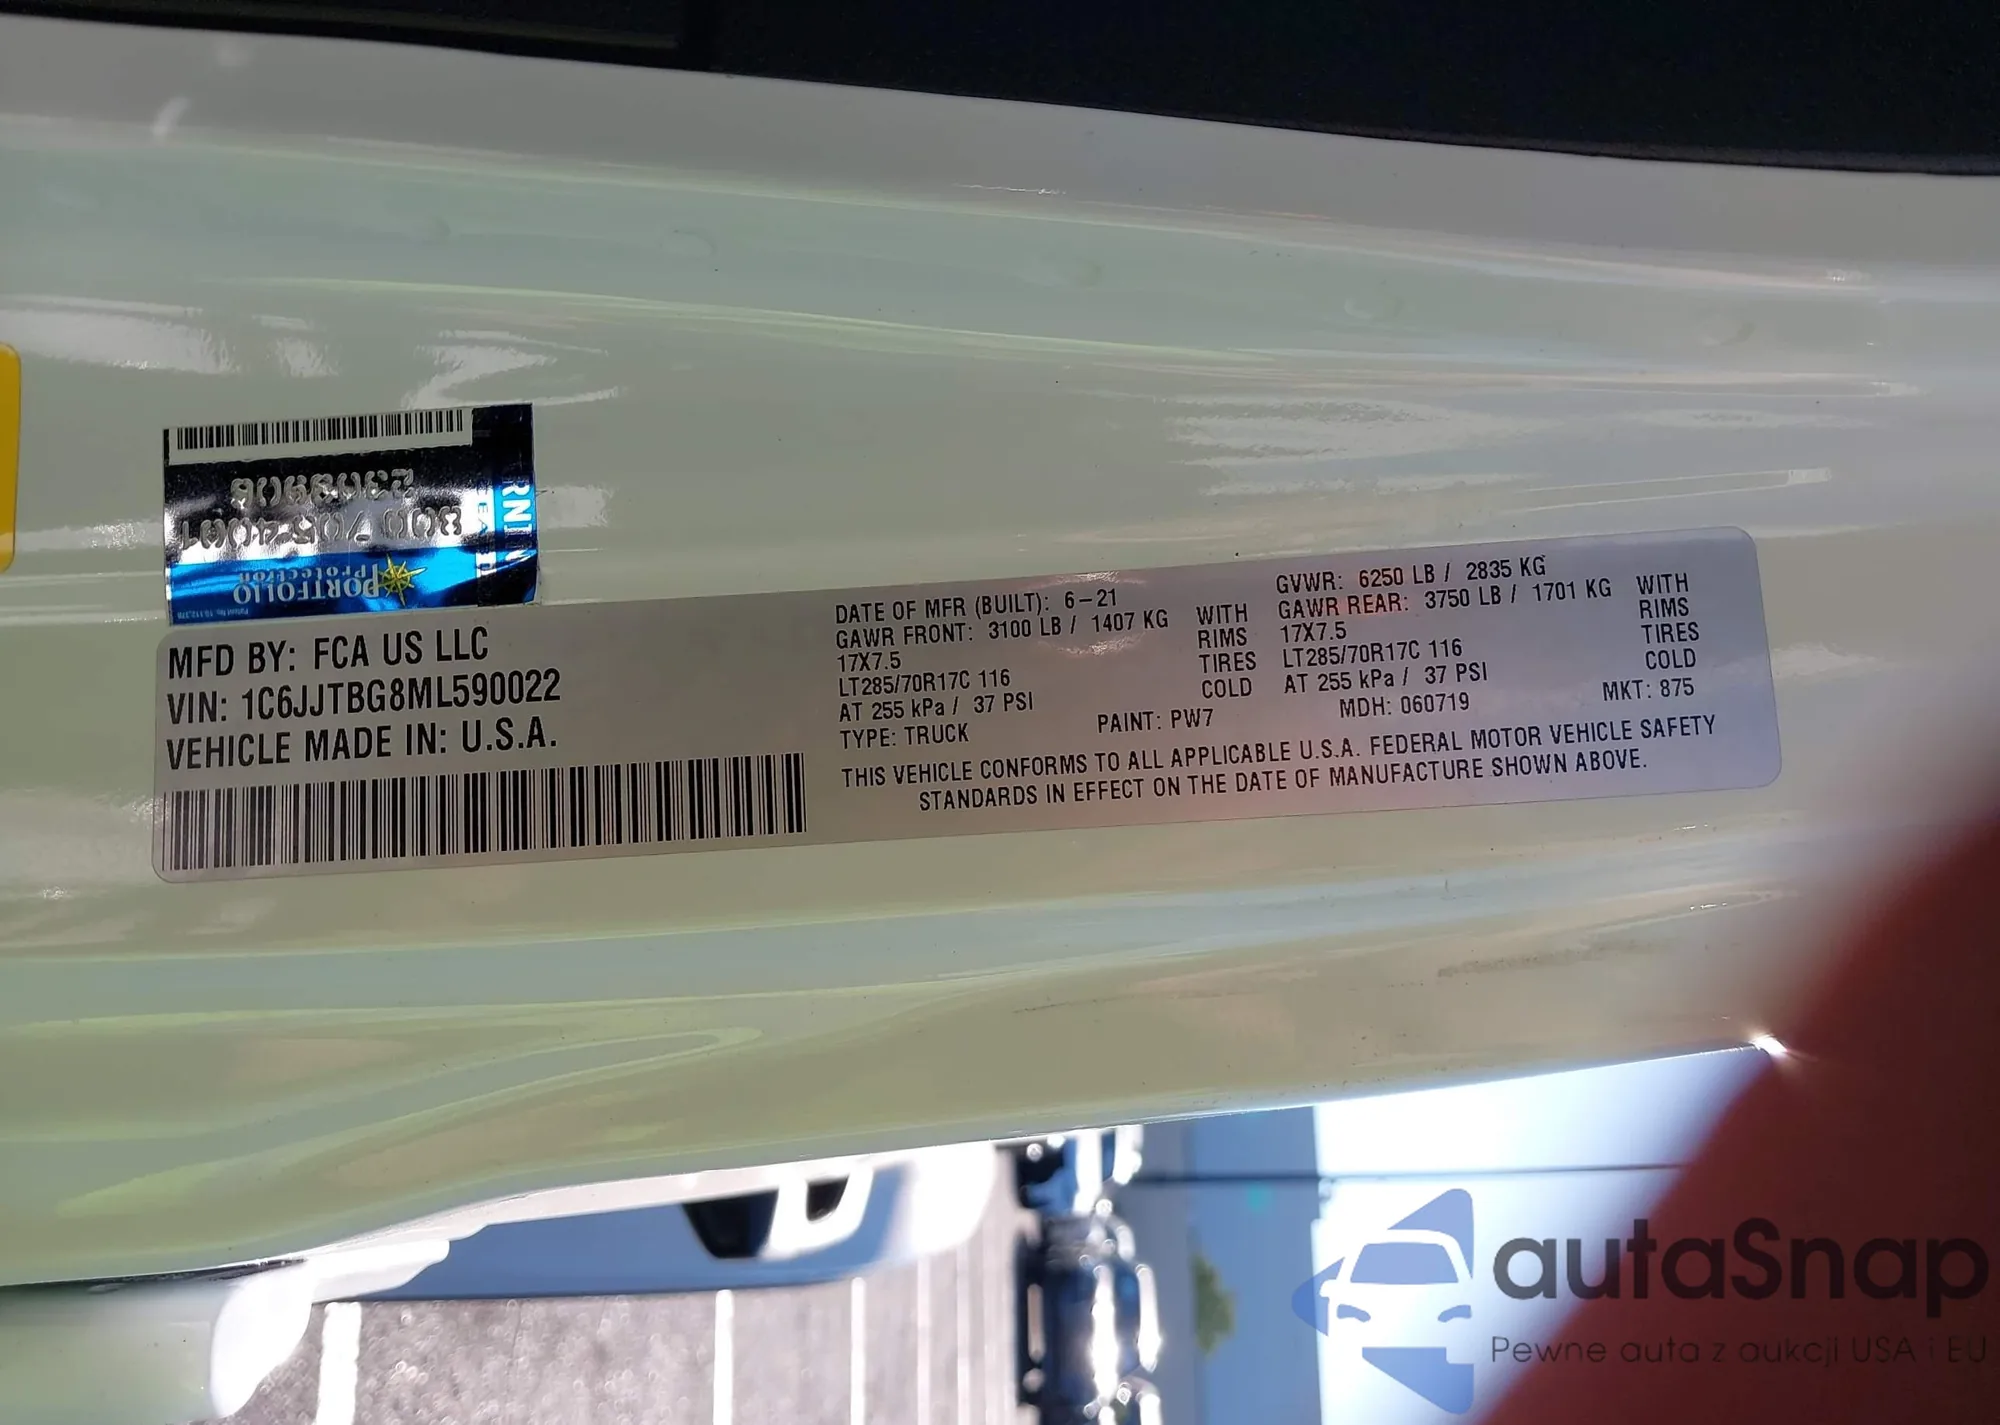 230890B
PORTFOLIO
Protection
MFD BY: FCA US LLC
VIN: 1C6JJTBG8ML590022
VEHICLE MADE IN: U.S.A.
DATE OF MFR (BUILT): 6-21
GAWR FRONT: 3100 LB / 1407 KG WITH
17X7.5 RIMS
LT285/70R17C 116 TIRES
AT 255 kPa / 37 PSI COLD
TYPE: TRUCK PAINT: PW7
GVWR: 6250 LB / 2835 KG
GAWR REAR: 3750 LB / 1701 KG WITH
17X7.5 RIMS
LT285/70R17C 116 TIRES
AT 255 kPa / 37 PSI COLD
MDH: 060719 MKT: 875
THIS VEHICLE CONFORMS TO ALL APPLICABLE U.S.A. FEDERAL MOTOR VEHICLE SAFETY
STANDARDS IN EFFECT ON THE DATE OF MANUFACTURE SHOWN ABOVE.
autaSnap
Pewne auta z aukcji USA i EU